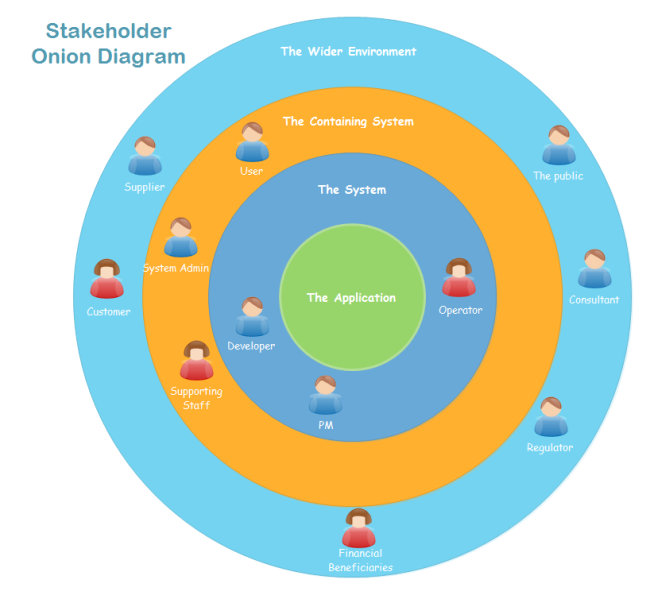 Stakeholder
Onion Diagram
The Wider Environment
The Containing System
User
The public
Supplier
The System
System Admin
The Application
Customer
Operator
Consultant
Developer
Supporting
Staff
PM
Regulator
Financial
Beneficiaries